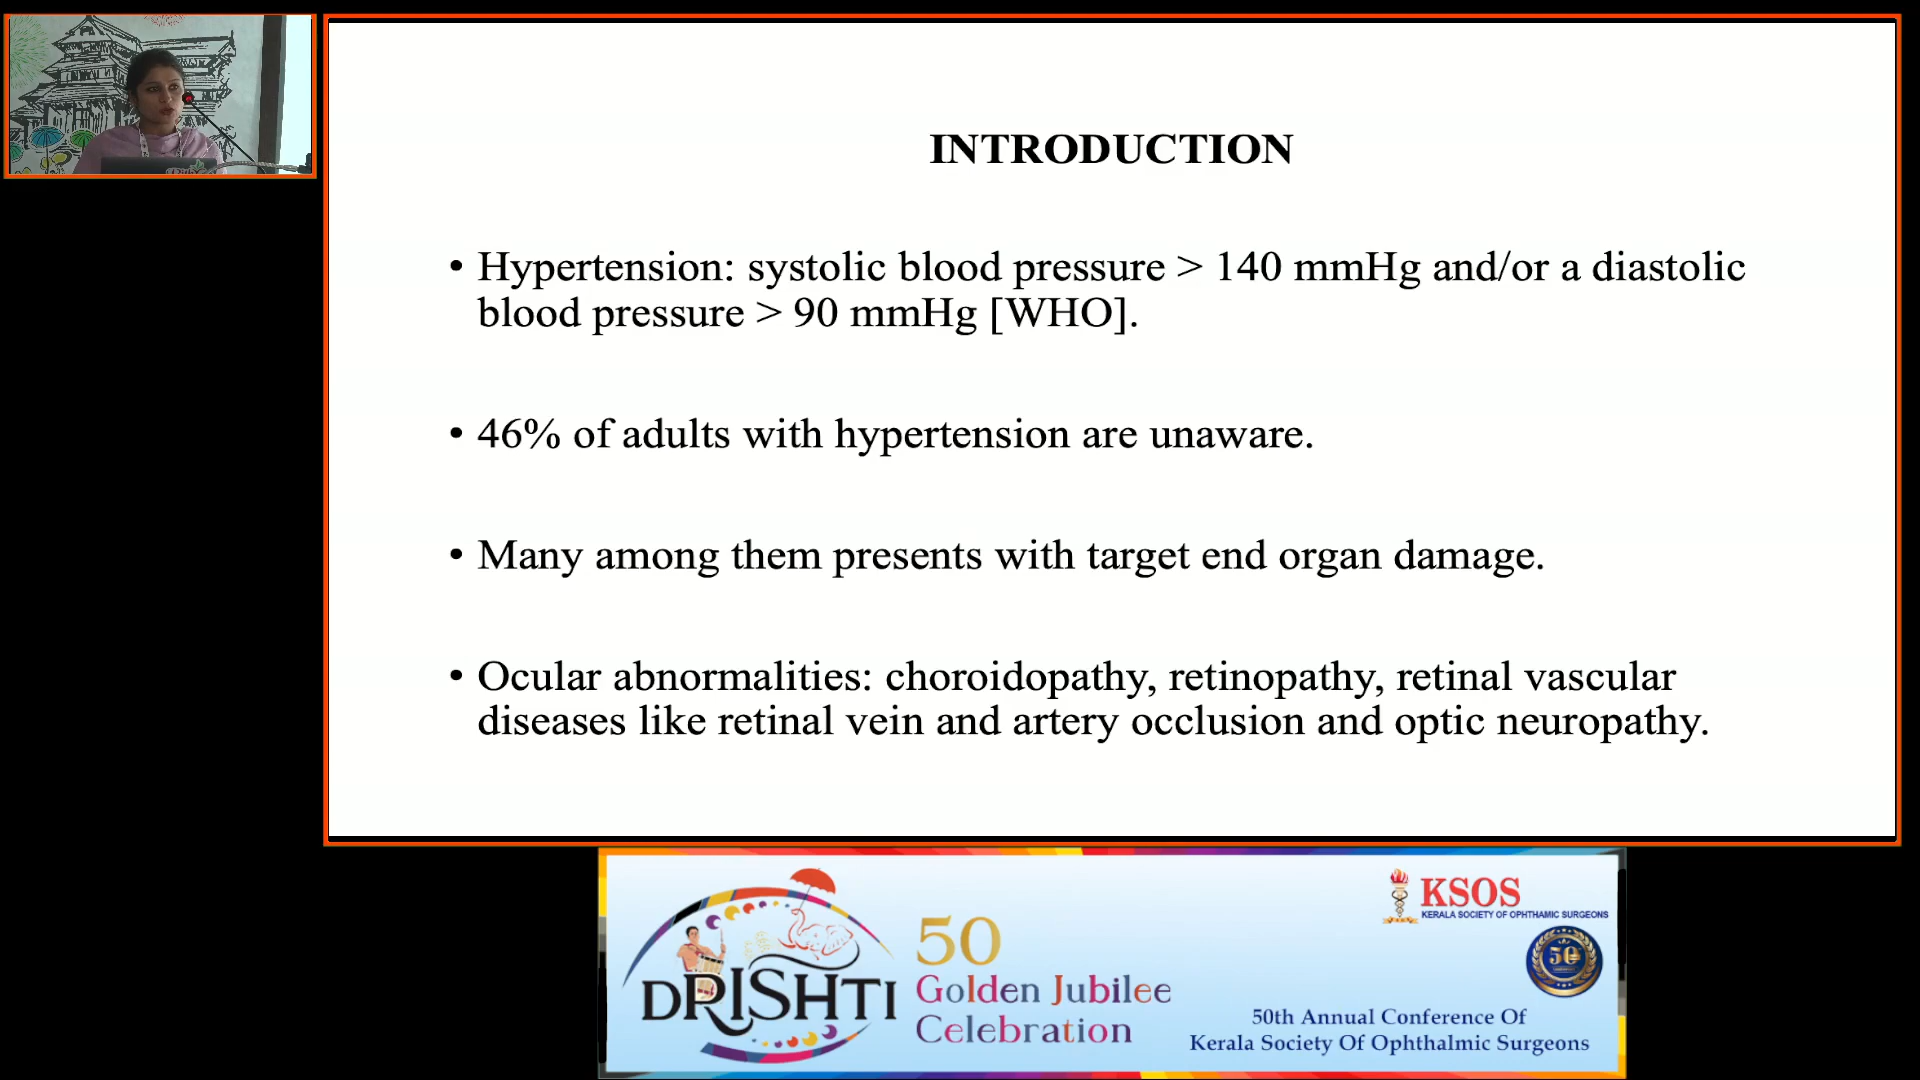 INTRODUCTION
• Hypertension: systolic blood pressure > 140 mmHg and/or a diastolic
blood pressure > 90 mmHg [WHO].
• 46% of adults with hypertension are unaware.
• Many among them presents with target end organ damage.
• Ocular abnormalities: choroidopathy, retinopathy, retinal vascular
diseases like retinal vein and artery occlusion and optic neuropathy.
DRISHTI
50
Golden Jubilee
Celebration
KSOS
KERALA SOCIETY OF OPHTHAMIC SURGEONS
50
50th Annual Conference Of
Kerala Society Of Ophthalmic Surgeons